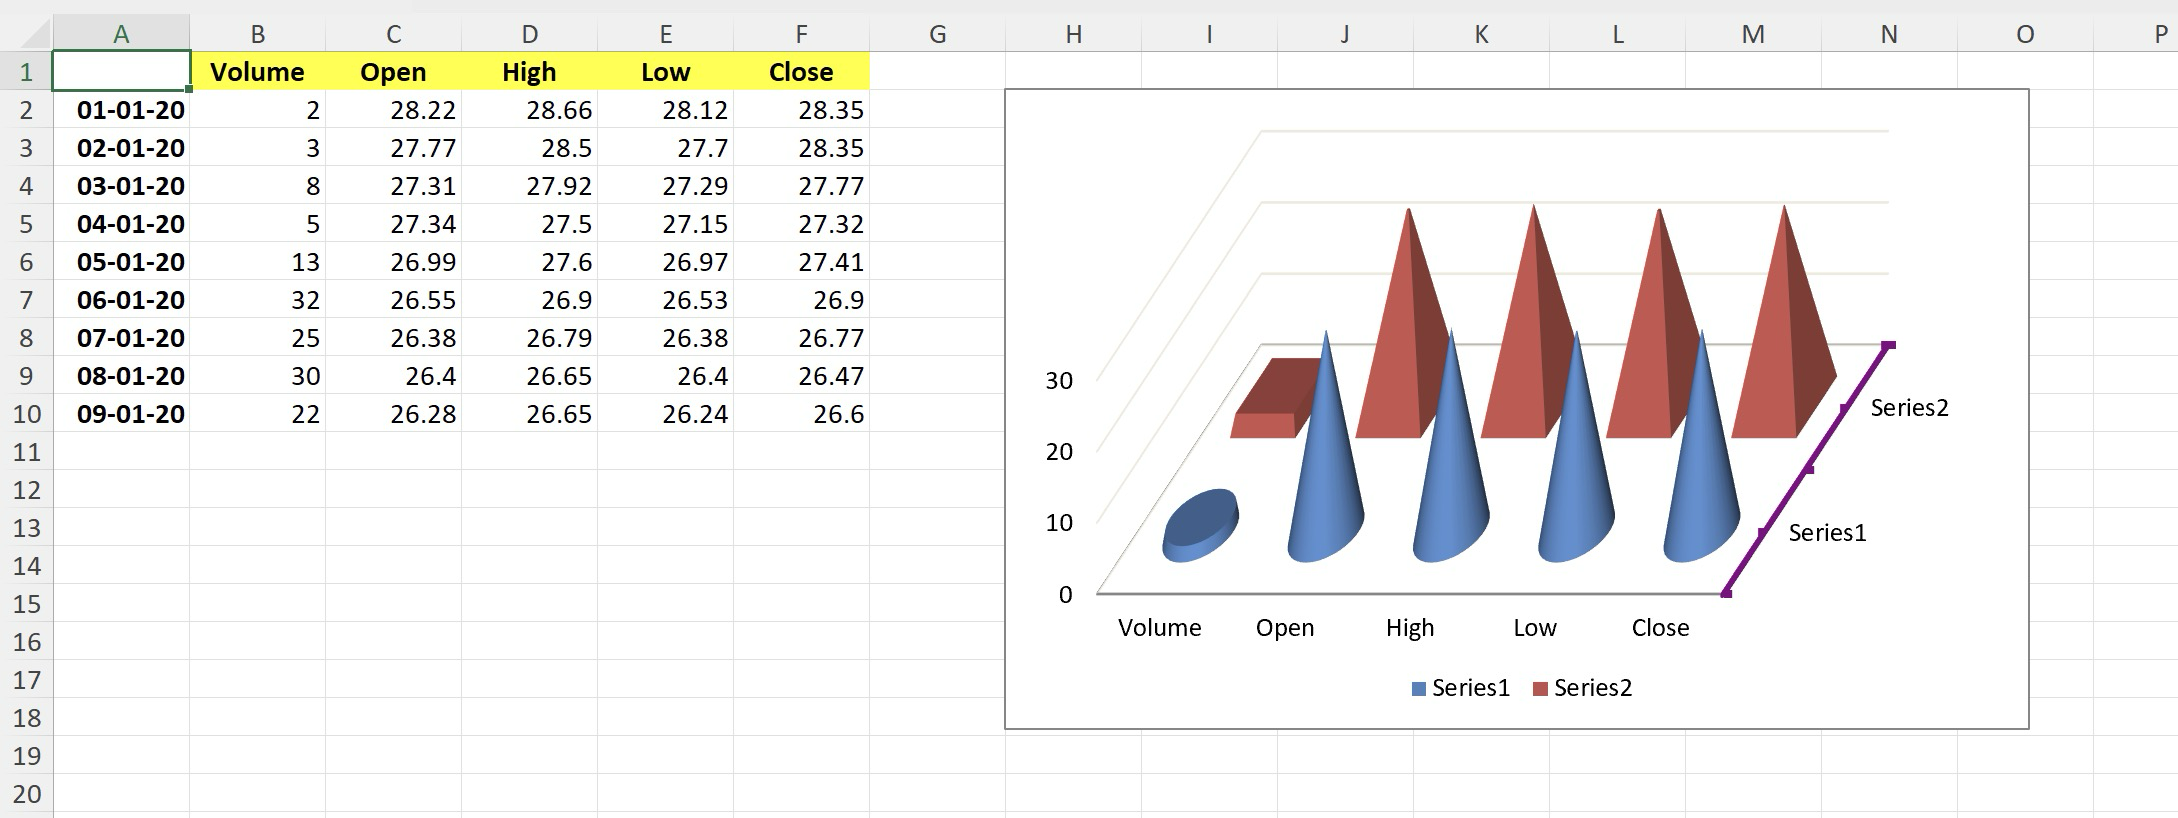 A B C D E F G H I J K L M N O P
1 Volume Open High Low Close
2 01-01-20 2 28.22 28.66 28.12 28.35
3 02-01-20 3 27.77 28.5 27.7 28.35
4 03-01-20 8 27.31 27.92 27.29 27.77
5 04-01-20 5 27.34 27.5 27.15 27.32
6 05-01-20 13 26.99 27.6 26.97 27.41
7 06-01-20 32 26.55 26.9 26.53 26.9
8 07-01-20 25 26.38 26.79 26.38 26.77
9 08-01-20 30 26.4 26.65 26.4 26.47
10 09-01-20 22 26.28 26.65 26.24 26.6
11
12
13
14
15
16
17
18
19
20
30
20
10
0
Series2
Series1
Volume Open High Low Close
Series1 Series2